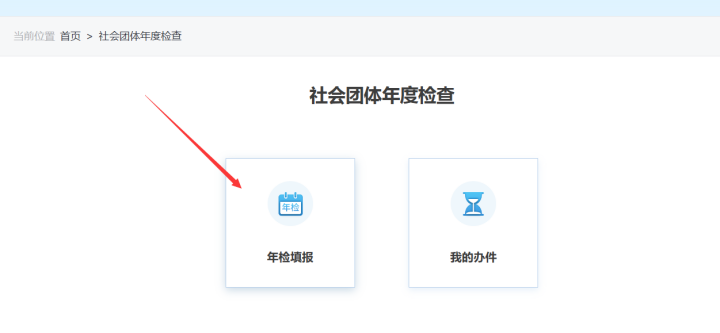 当前位置 首页 > 社会团体年度检查
社会团体年度检查
年检
年检填报
我的办件